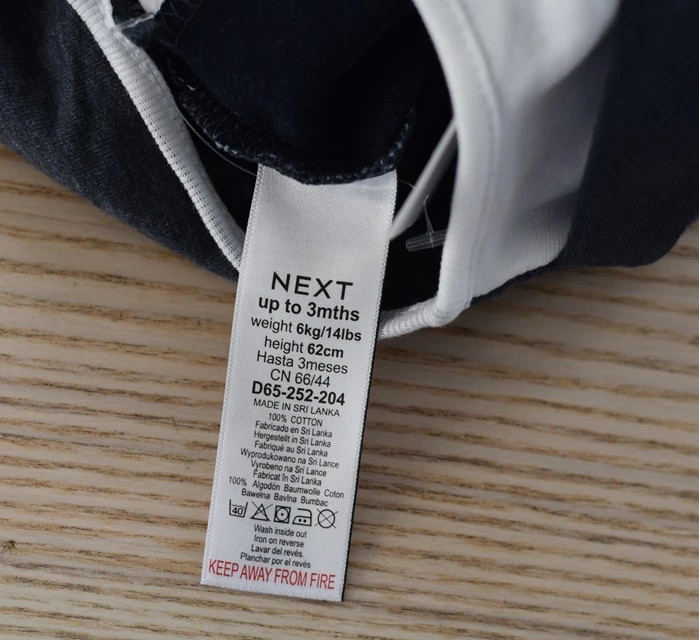 NEXT
up to 3mths
weight 6kg/14lbs
height 62cm
Hasta 3meses
CN 66/44
D65-252-204
MADE IN SRI LANKA
100% COTTON
Fabricado en Sri Lanka
Hergestellt in Sri Lanka
Fabriqué au Sri Lanka
Wyprodukowano na Sri Lance
Vyrobeno na Sri Lance
Fabricat în Sri Lanka
100% Algodón Baumwolle Coton
Bawełna Bavlna Bumbac
40
Wash inside out
Iron on reverse
Lavar del revés.
Planchar por el revés
KEEP AWAY FROM FIRE